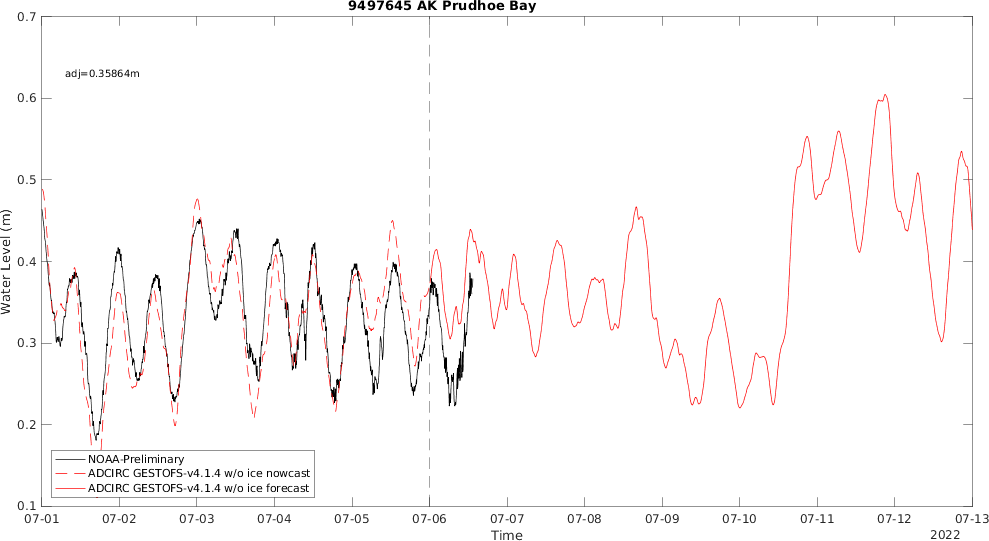 9497645 AK Prudhoe Bay
0.7
adj=0.35864m
0.6
0.5
0.4
0.3
0.2
0.1
Water Level (m)
NOAA-Preliminary
ADCIRC GESTOFS-v4.1.4 w/o ice nowcast
ADCIRC GESTOFS-v4.1.4 w/o ice forecast
07-01 07-02 07-03 07-04 07-05 07-06 07-07 07-08 07-09 07-10 07-11 07-12 07-13
Time
2022